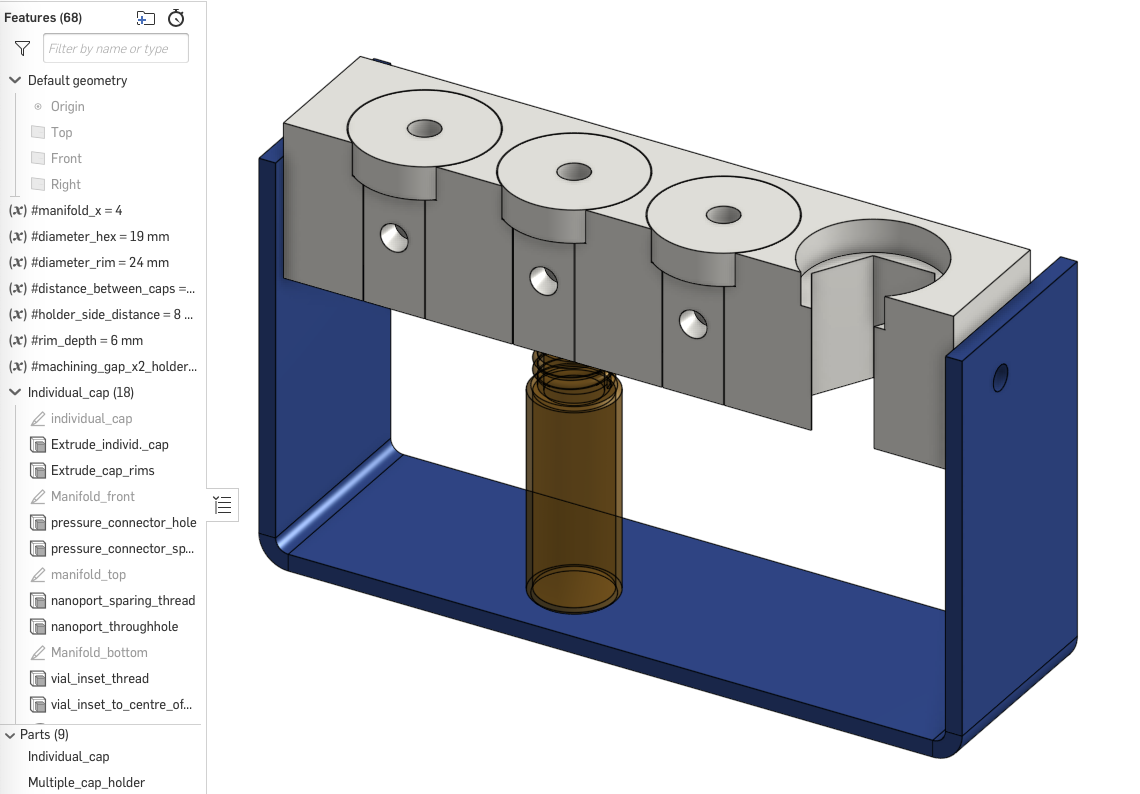 Features (68)
Filter by name or type
Default geometry
Origin
Top
Front
Right
(x) #manifold_x = 4
(x) #diameter_hex = 19 mm
(x) #diameter_rim = 24 mm
(x) #distance_between_caps =...
(x) #holder_side_distance = 8 ...
(x) #rim_depth = 6 mm
(x) #machining_gap_x2_holder...
Individual_cap (18)
individual_cap
Extrude_individ._cap
Extrude_cap_rims
Manifold_front
pressure_connector_hole
pressure_connector_sp...
manifold_top
nanoport_sparing_thread
nanoport_throughhole
Manifold_bottom
vial_inset_thread
vial_inset_to_centre_of...
Parts (9)
Individual_cap
Multiple_cap_holder